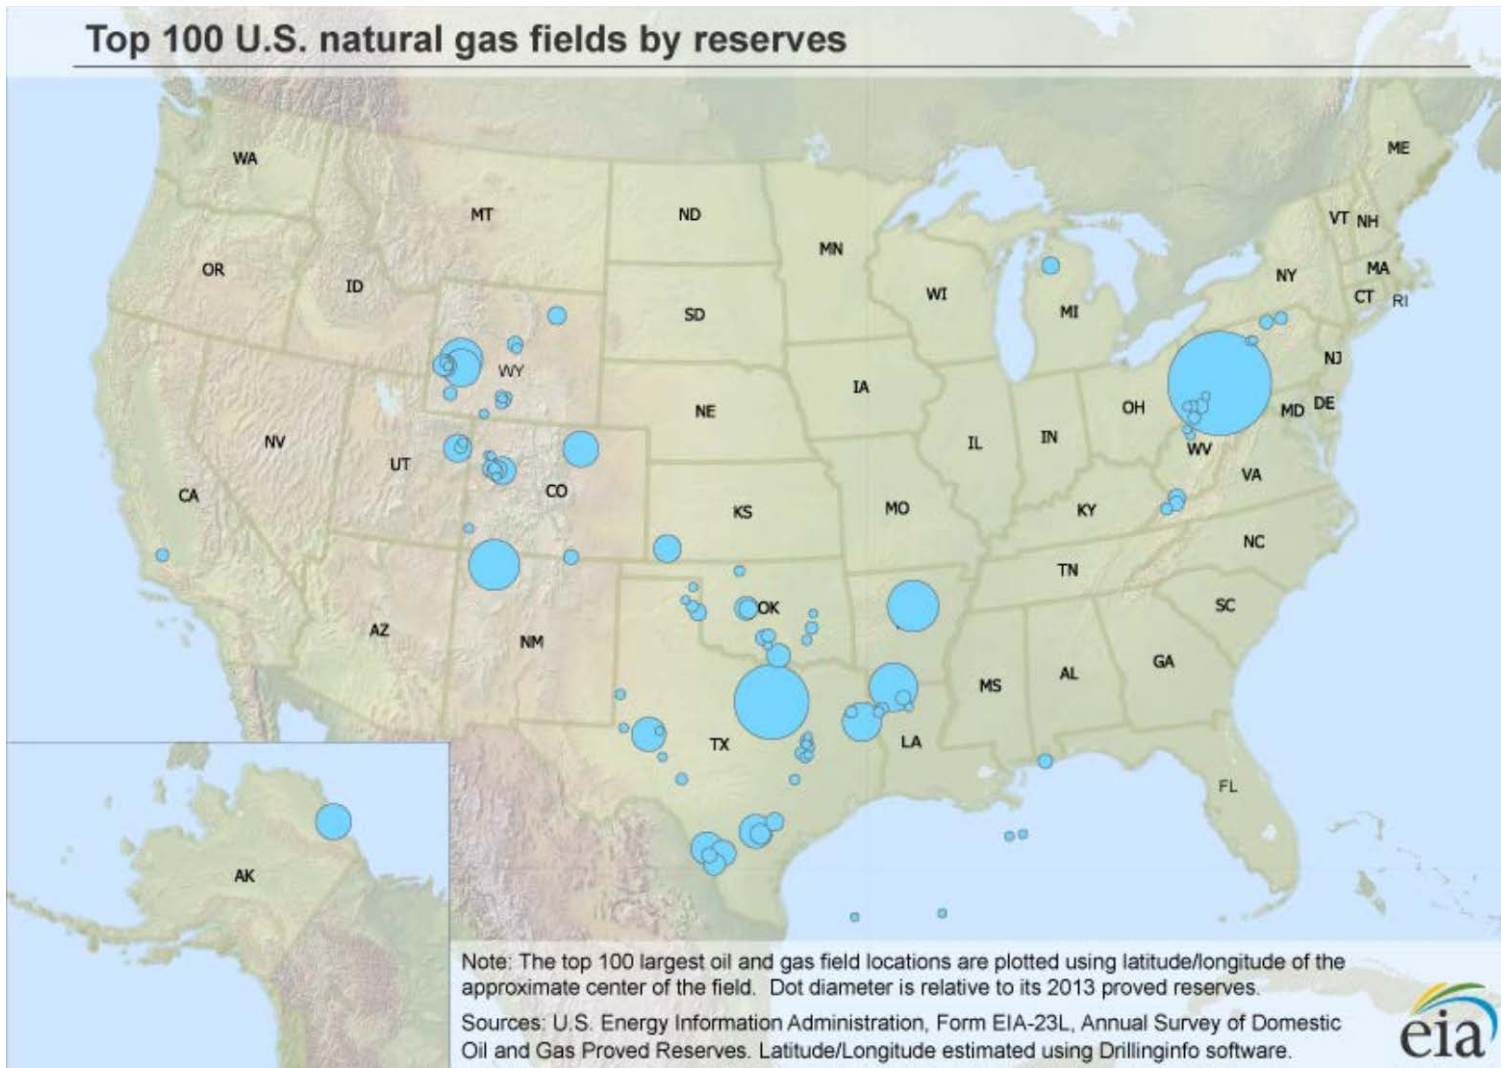 Top 100 U.S. natural gas fields by reserves
WA
MT
ND
MN
ME
VT
NH
OR
ID
SD
WI
MI
NY
MA
CT
RI
WY
NE
IA
NJ
NV
UT
CO
IL
IN
OH
MD
DE
WV
VA
CA
KS
MO
KY
NC
TN
AZ
NM
OK
SC
TX
LA
MS
AL
GA
FL
AK
Note: The top 100 largest oil and gas field locations are plotted using latitude/longitude of the
approximate center of the field. Dot diameter is relative to its 2013 proved reserves.
Sources: U.S. Energy Information Administration, Form EIA-23L, Annual Survey of Domestic
Oil and Gas Proved Reserves. Latitude/Longitude estimated using Drillinginfo software.
eia